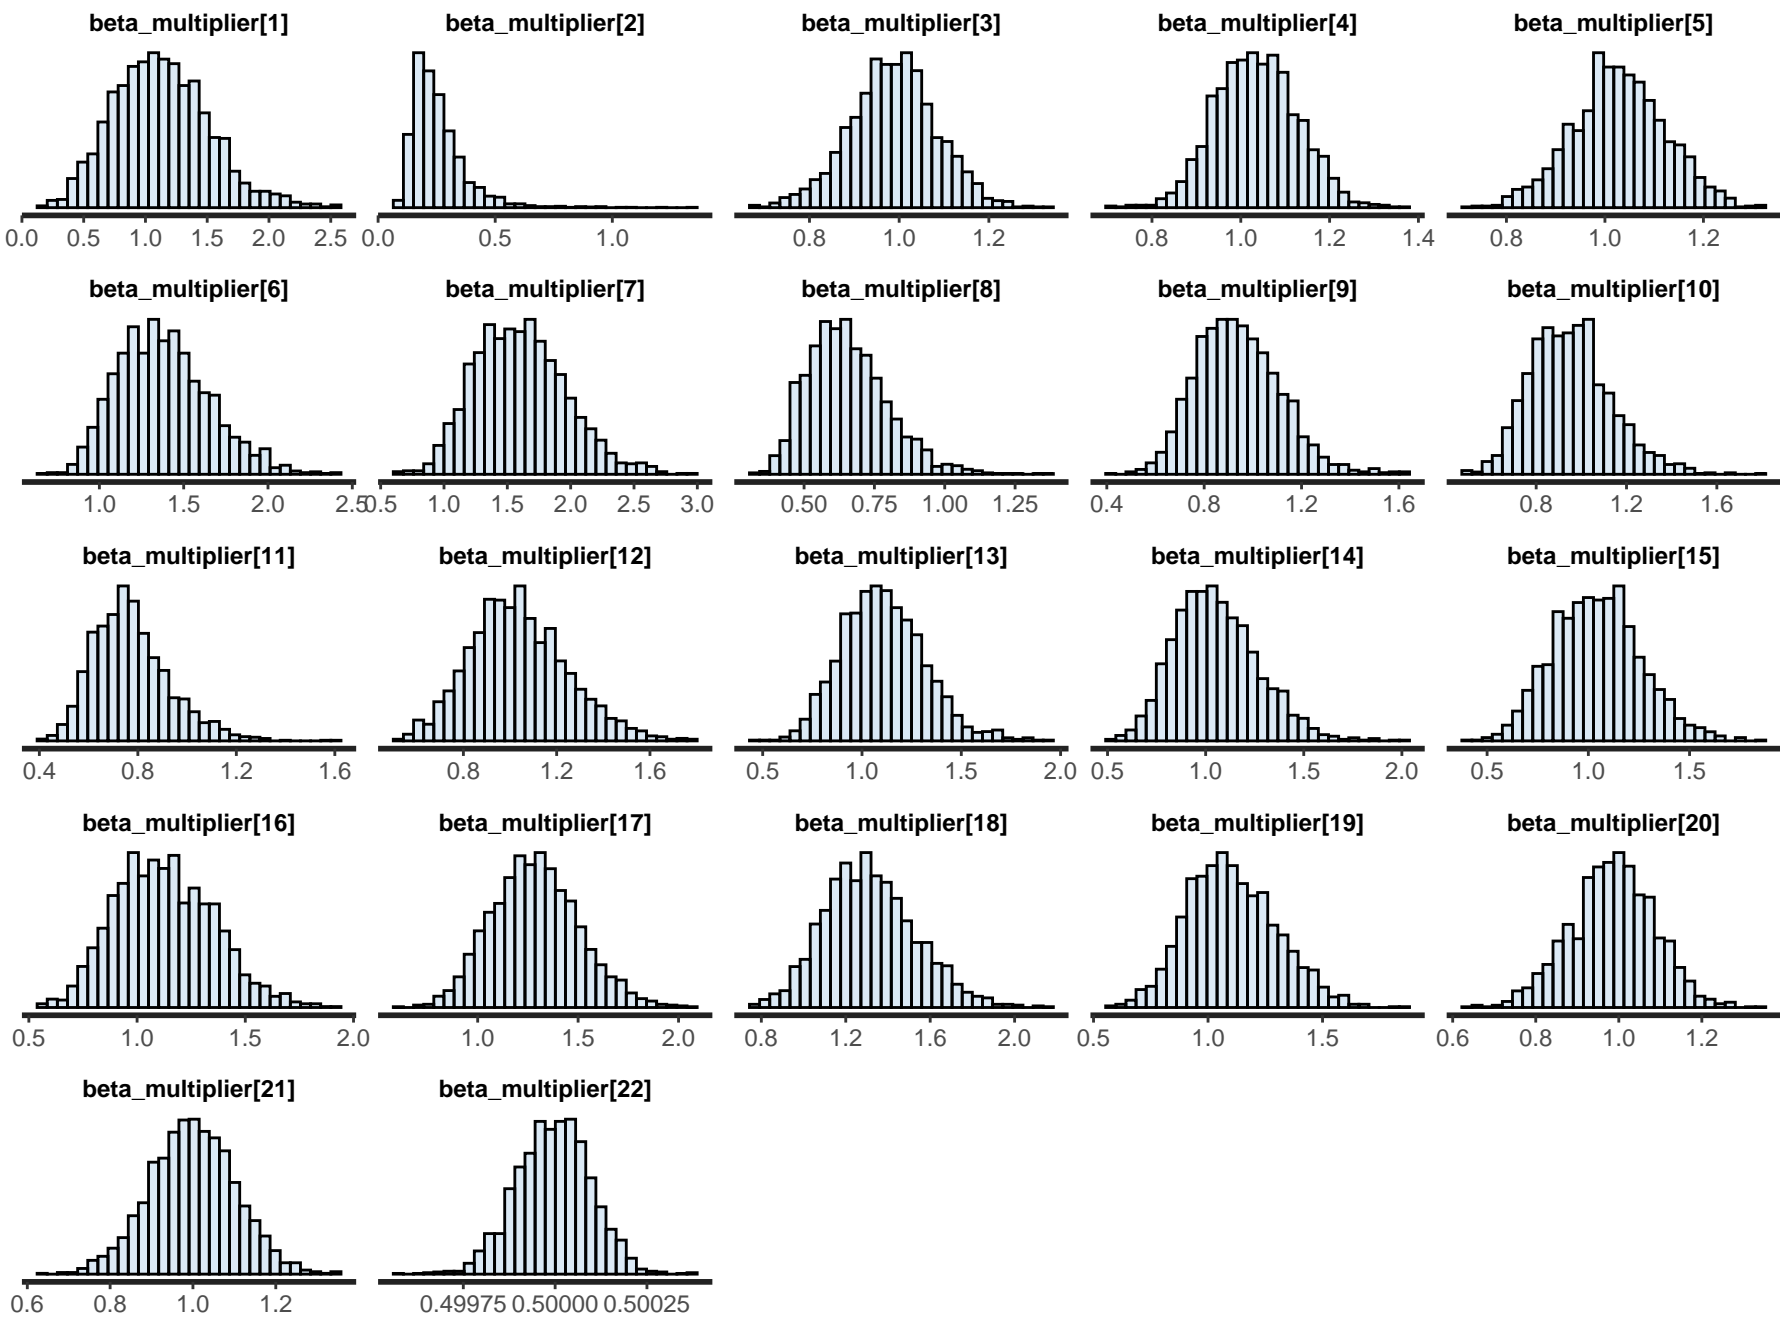 beta_multiplier[1] beta_multiplier[2] beta_multiplier[3] beta_multiplier[4] beta_multiplier[5]
0.0 0.5 1.0 1.5 2.0 2.5 0.0 0.5 1.0 0.8 1.0 1.2 0.8 1.0 1.2 1.4 0.8 1.0 1.2
beta_multiplier[6] beta_multiplier[7] beta_multiplier[8] beta_multiplier[9] beta_multiplier[10]
1.0 1.5 2.0 2.5 0.5 1.0 1.5 2.0 2.5 3.0 0.50 0.75 1.00 1.25 0.4 0.8 1.2 1.6 0.8 1.2 1.6
beta_multiplier[11] beta_multiplier[12] beta_multiplier[13] beta_multiplier[14] beta_multiplier[15]
0.4 0.8 1.2 1.6 0.8 1.2 1.6 0.5 1.0 1.5 2.0 0.5 1.0 1.5 2.0 0.5 1.0 1.5
beta_multiplier[16] beta_multiplier[17] beta_multiplier[18] beta_multiplier[19] beta_multiplier[20]
0.5 1.0 1.5 2.0 1.0 1.5 2.0 0.8 1.2 1.6 2.0 0.5 1.0 1.5 0.6 0.8 1.0 1.2
beta_multiplier[21] beta_multiplier[22]
0.6 0.8 1.0 1.2 0.49975 0.50000 0.50025